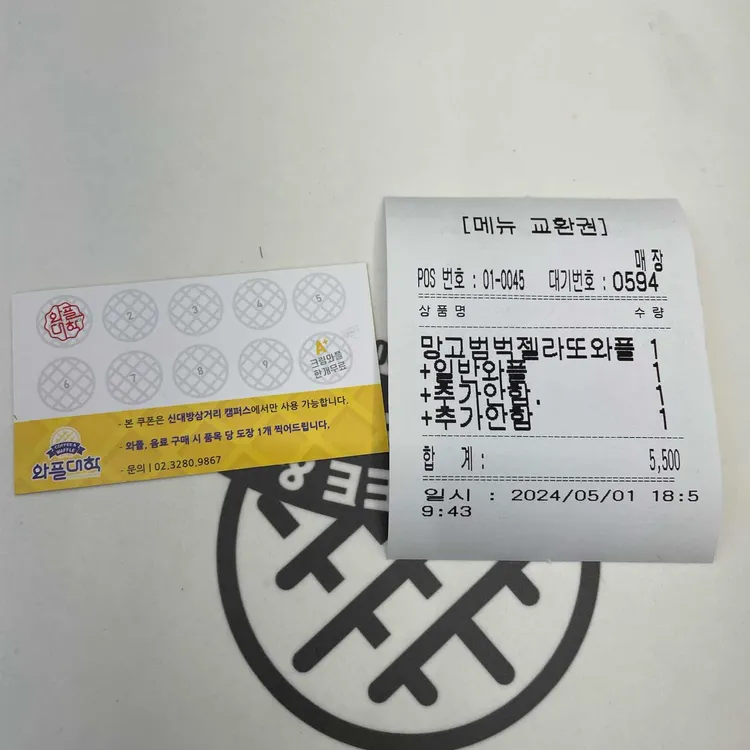 와플
대학
2
3
4
5
6
7
8
9
A+
크림와플
한개무료
- 본 쿠폰은 신대방삼거리 캠퍼스에서만 사용 가능합니다.
- 와플, 음료 구매 시 품목 당 도장 1개 찍어드립니다.
- 문의 | 02.3280.9867
COFFEE &
WAFFLE
와플대학
[메뉴 교환권]
매장
POS 번호 : 01-0045 대기번호 : 0594
상품명 수량
망고범벅젤라또와플 1
+일반와플 1
+추가안함. 1
+추가안함 1
합 계 : 5,500
일시 : 2024/05/01 18:5
9:43